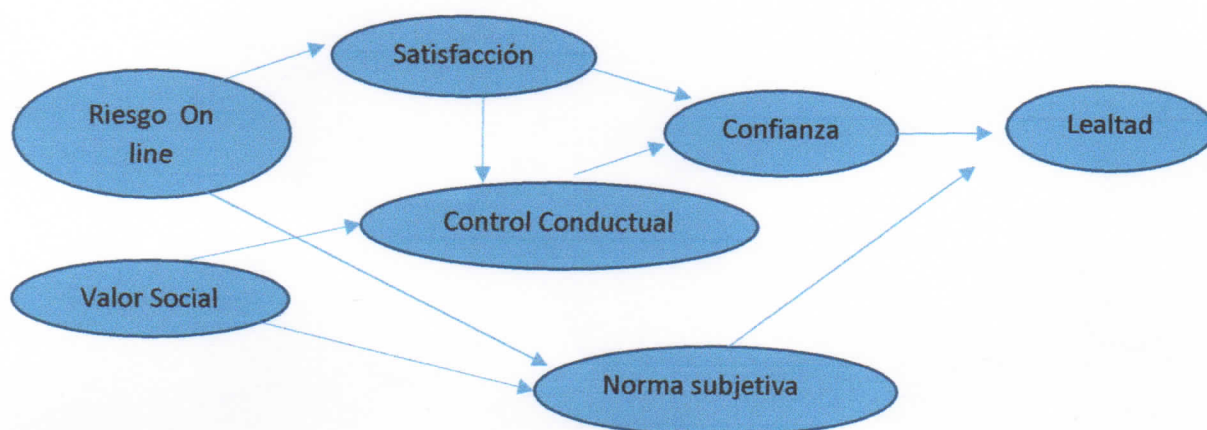 Satisfacción
Riesgo On
line
Confianza
Lealtad
Control Conductual
Valor Social
Norma subjetiva